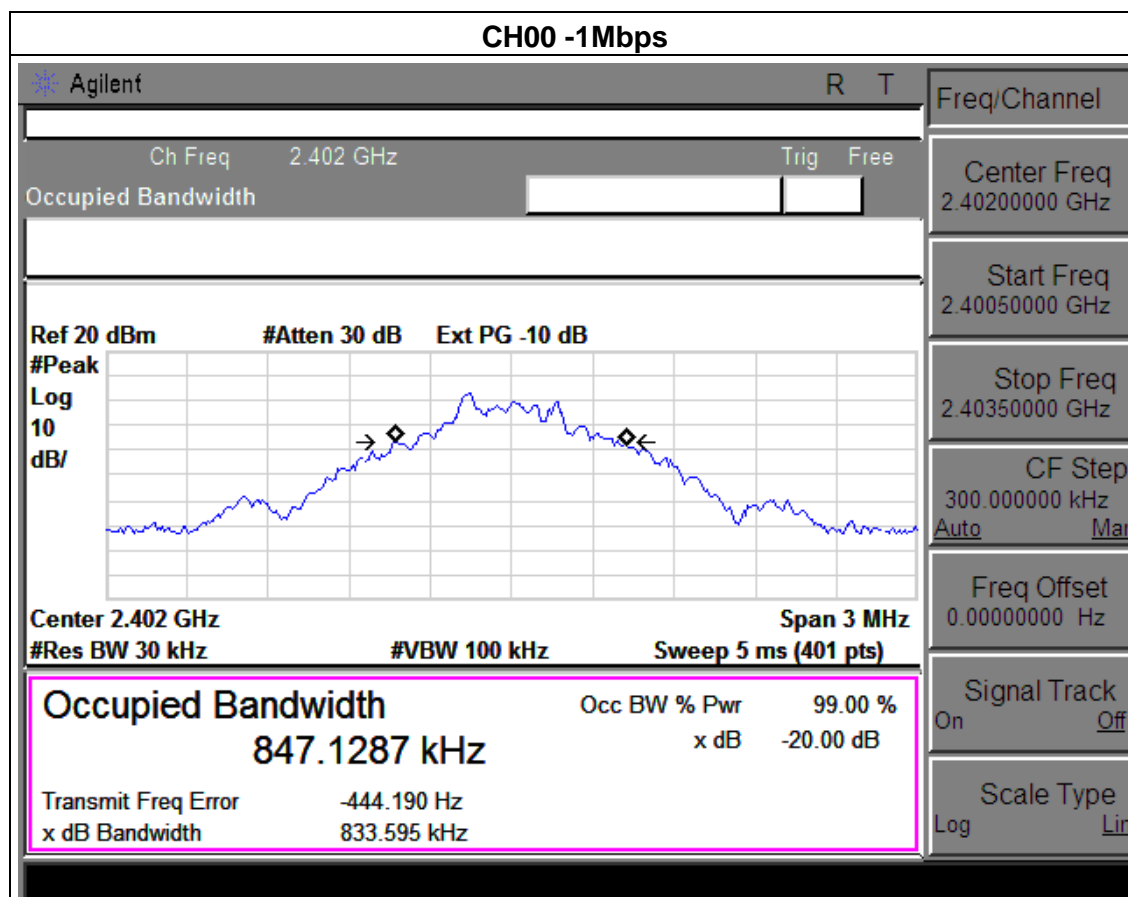 CH00 -1Mbps
Agilent R T
Ch Freq 2.402 GHz Trig Free
Occupied Bandwidth
Ref 20 dBm #Atten 30 dB Ext PG -10 dB
#Peak
Log
10
dB/
Center 2.402 GHz Span 3 MHz
#Res BW 30 kHz #VBW 100 kHz Sweep 5 ms (401 pts)
Occupied Bandwidth
847.1287 kHz
Occ BW % Pwr 99.00 %
x dB -20.00 dB
Transmit Freq Error -444.190 Hz
x dB Bandwidth 833.595 kHz
Freq/Channel
Center Freq
2.40200000 GHz
Start Freq
2.40050000 GHz
Stop Freq
2.40350000 GHz
CF Step
300.000000 kHz
Auto Man
Freq Offset
0.00000000 Hz
Signal Track
On Off
Scale Type
Log Lin